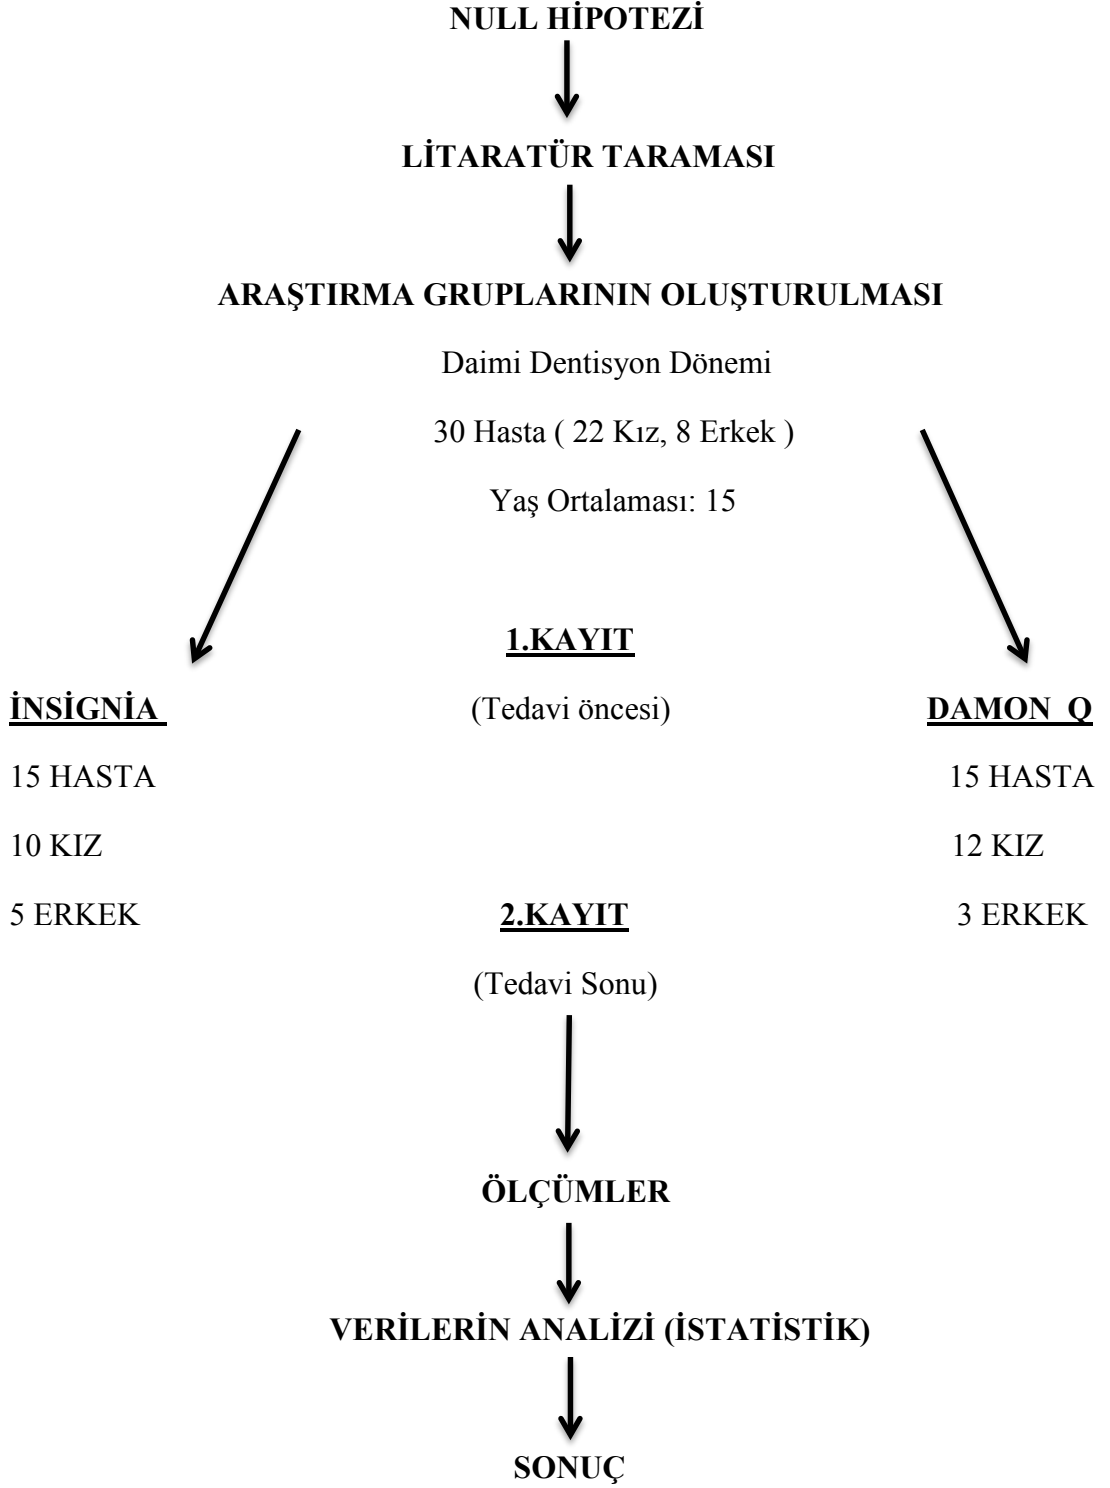 NULL HİPOTEZİ
LİTARATÜR TARAMASI
ARAŞTIRMA GRUPLARININ OLUŞTURULMASI
Daimi Dentisyon Dönemi
30 Hasta ( 22 Kız, 8 Erkek )
Yaş Ortalaması: 15
1.KAYIT
İNSİGNİA (Tedavi öncesi) DAMON Q
15 HASTA 15 HASTA
10 KIZ 12 KIZ
5 ERKEK 2.KAYIT 3 ERKEK
(Tedavi Sonu)
ÖLÇÜMLER
VERİLERİN ANALİZİ (İSTATİSTİK)
SONUÇ